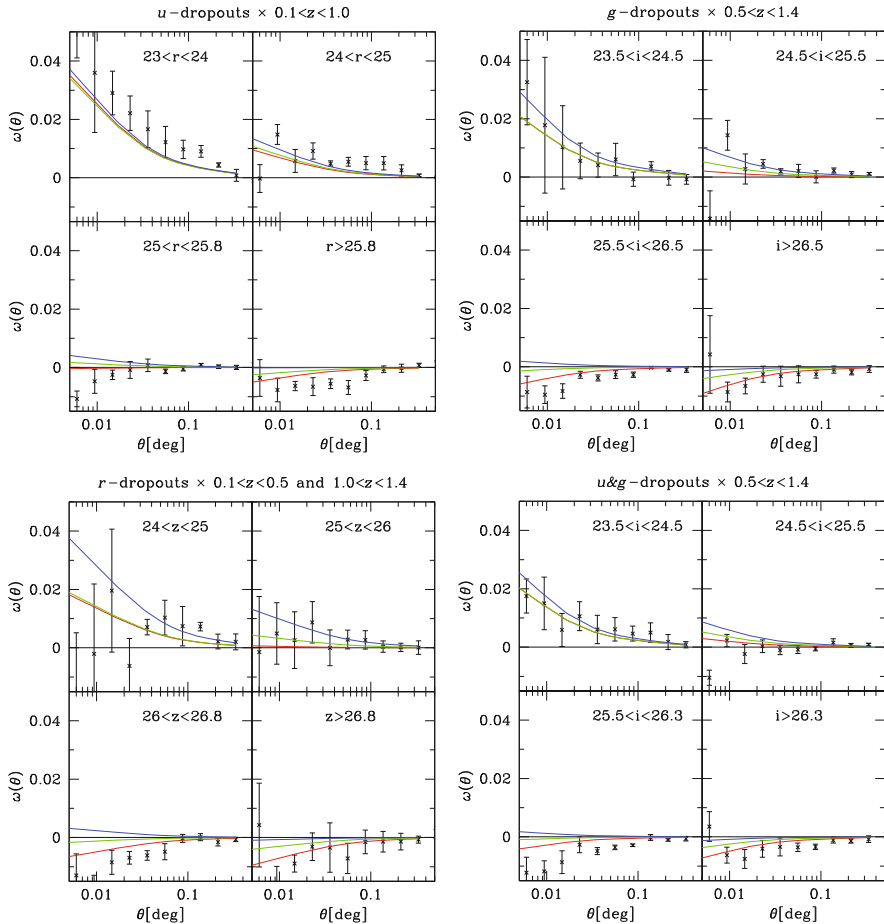 u-dropouts × 0.1<z<1.0
23<r<24
24<r<25
25<r<25.8
r>25.8
0.04
0.02
0
ω(θ)
0.04
0.02
0
ω(θ)
0.01
0.1
0.01
0.1
θ[deg]
θ[deg]
g-dropouts × 0.5<z<1.4
23.5<i<24.5
24.5<i<25.5
25.5<i<26.5
i>26.5
0.04
0.02
0
ω(θ)
0.04
0.02
0
ω(θ)
0.01
0.1
0.01
0.1
θ[deg]
θ[deg]
r-dropouts × 0.1<z<0.5 and 1.0<z<1.4
24<z<25
25<z<26
26<z<26.8
z>26.8
0.04
0.02
0
ω(θ)
0.04
0.02
0
ω(θ)
0.01
0.1
0.01
0.1
θ[deg]
θ[deg]
u&g-dropouts × 0.5<z<1.4
23.5<i<24.5
24.5<i<25.5
25.5<i<26.3
i>26.3
0.04
0.02
0
ω(θ)
0.04
0.02
0
ω(θ)
0.01
0.1
0.01
0.1
θ[deg]
θ[deg]